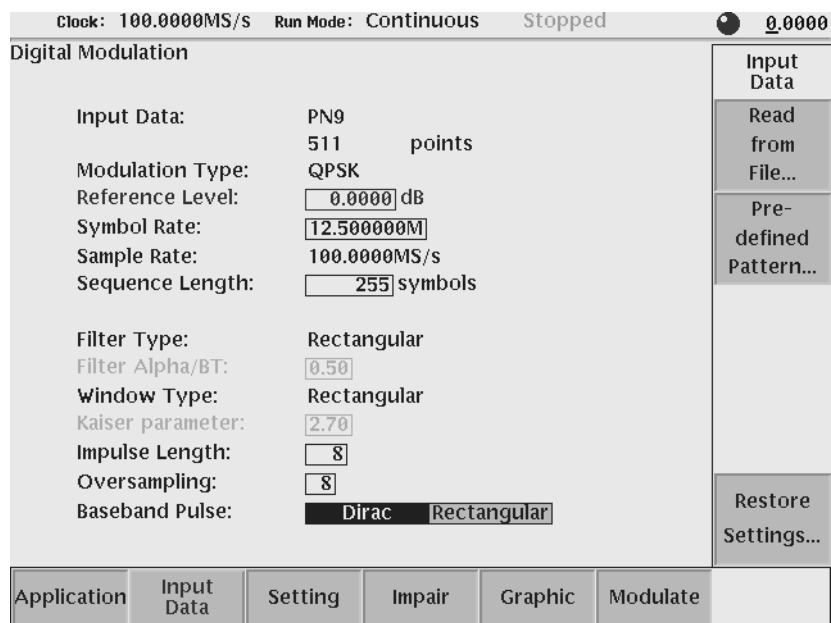 Clock: 100.0000MS/s Run Mode: Continuous Stopped 0.0000
Digital Modulation
Input Data: PN9
511 points
Modulation Type: QPSK
Reference Level: 0.0000 dB
Symbol Rate: 12.500000M
Sample Rate: 100.0000MS/s
Sequence Length: 255 symbols
Filter Type: Rectangular
Filter Alpha/BT: 0.50
Window Type: Rectangular
Kaiser parameter: 2.70
Impulse Length: 8
Oversampling: 8
Baseband Pulse: Dirac Rectangular
Input
Data
Read
from
File...
Pre-
defined
Pattern...
Restore
Settings...
Application Input Data Setting Impair Graphic Modulate